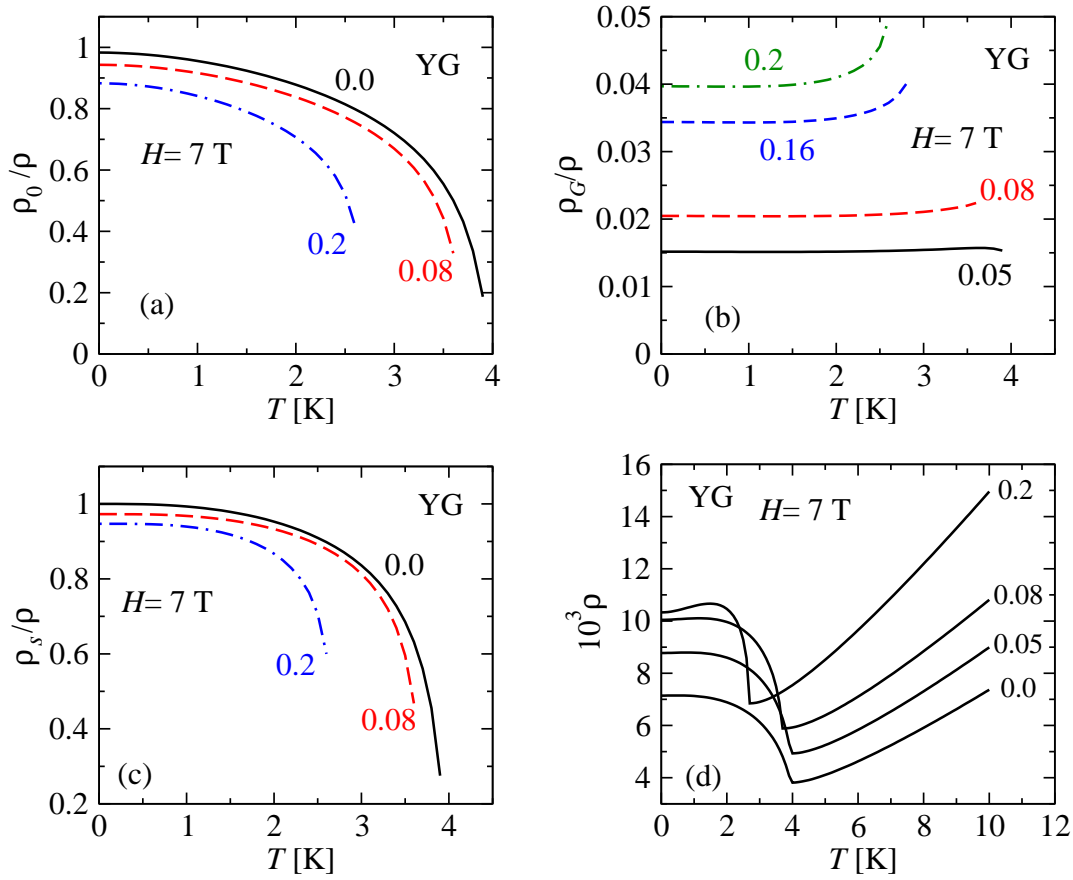 1
0.8
0.6
0.4
0.2
0
ρ0/ρ
YG
0.0
H= 7 T
0.2
0.08
(a)
0 1 2 3 4
T [K]
0.05
0.04
0.03
0.02
0.01
0
ρG/ρ
0.2
YG
0.16
H= 7 T
0.08
0.05
(b)
0 1 2 3 4
T [K]
1
0.8
0.6
0.4
0.2
ρs/ρ
YG
0.0
H= 7 T
0.2
0.08
(c)
0 1 2 3 4
T [K]
16
14
12
10
8
6
4
10³ρ
YG
H= 7 T
0.2
0.08
0.05
0.0
(d)
0 2 4 6 8 10 12
T [K]